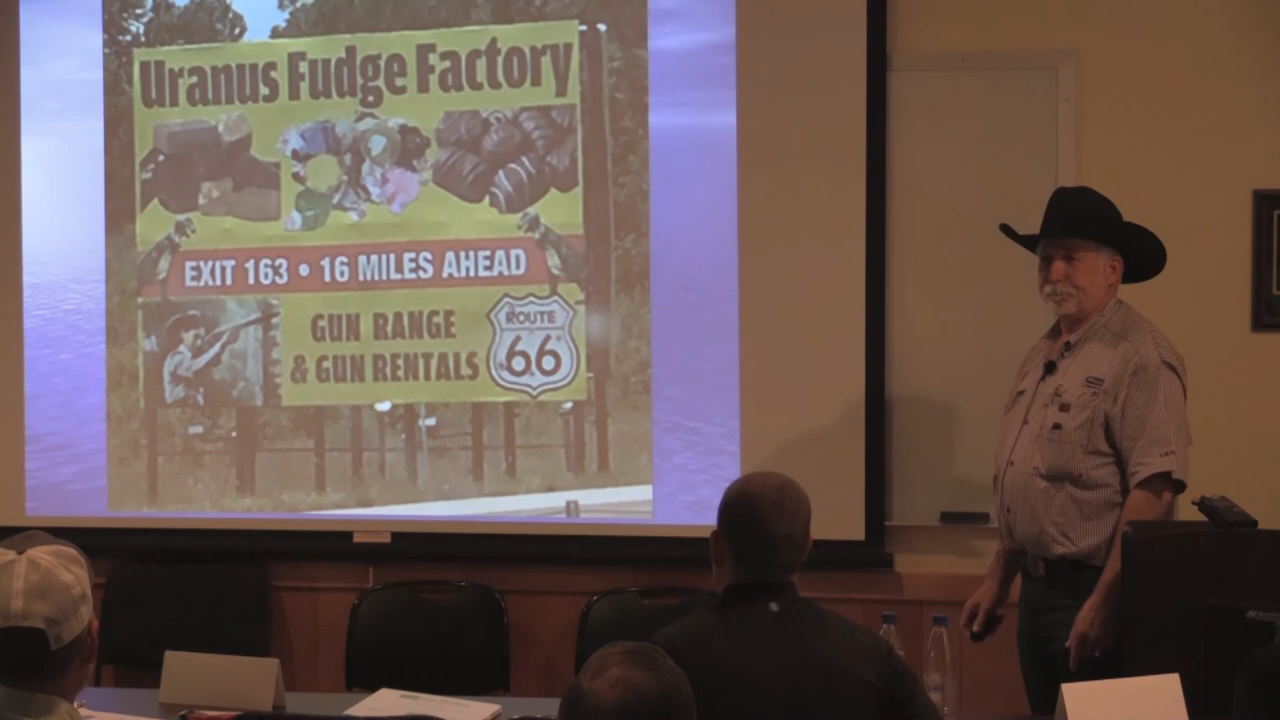 Uranus Fudge Factory
EXIT 163 • 16 MILES AHEAD
GUN RANGE
& GUN RENTALS
ROUTE
66